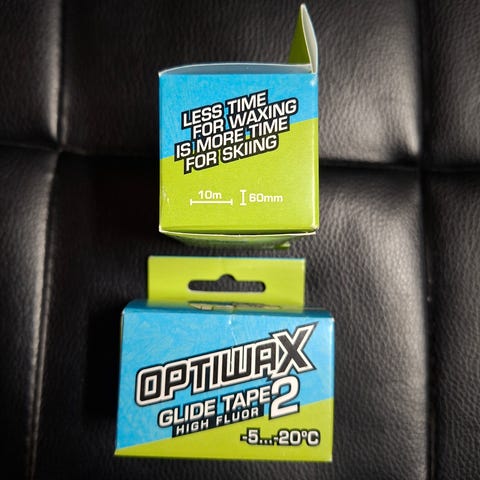 LESS TIME
FOR WAXING
IS MORE TIME
FOR SKIING
10m 60mm
OPTIWAX
GLIDE TAPE 2
HIGH FLUOR
-5...-20°C